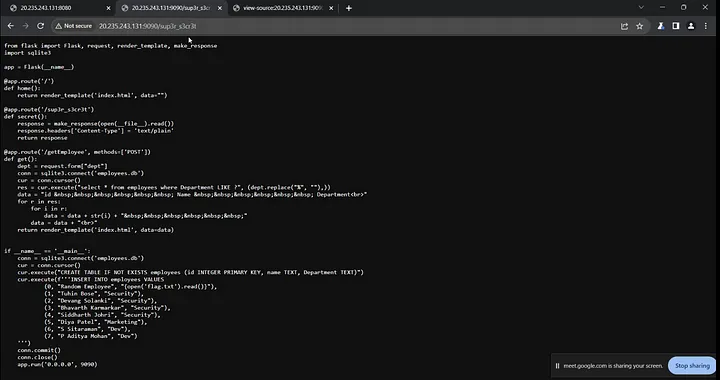 20.235.243.131:8080
20.235.243.131:9090/sup3r_s3cr
view-source:20.235.243.131:909
Not secure
20.235.243.131:9090/sup3r_s3cr3t
from flask import Flask, request, render_template, make_response
import sqlite3
app = Flask(__name__)
@app.route('/')
def home():
    return render_template('index.html', data="")
@app.route('/sup3r_s3cr3t')
def secret():
    response = make_response(open(__file__).read())
    response.headers['Content-Type'] = 'text/plain'
    return response
@app.route('/getEmployee', methods=['POST'])
def get():
    dept = request.form["dept"]
    conn = sqlite3.connect('employees.db')
    cur = conn.cursor()
    res = cur.execute("select * from employees where Department LIKE ?", (dept.replace("%", ""),))
    data = "id &nbsp;&nbsp;&nbsp;&nbsp;&nbsp;&nbsp; Name &nbsp;&nbsp;&nbsp;&nbsp;&nbsp;&nbsp; Department<br>"
    for r in res:
        for i in r:
            data = data + str(i) + "&nbsp;&nbsp;&nbsp;&nbsp;&nbsp;&nbsp;"
        data = data + "<br>"
    return render_template('index.html', data=data)
if __name__ == '__main__':
    conn = sqlite3.connect('employees.db')
    cur = conn.cursor()
    cur.execute("CREATE TABLE IF NOT EXISTS employees (id INTEGER PRIMARY KEY, name TEXT, Department TEXT)")
    cur.execute(f'''INSERT INTO employees VALUES
            (0, "Random Employee", "{open('flag.txt').read()}"),
            (1, "Tuhin Bose", "Security"),
            (2, "Devang Solanki", "Security"),
            (3, "Bhavarth Karmarkar", "Security"),
            (4, "Siddharth Johri", "Security"),
            (5, "Diya Patel", "Marketing"),
            (6, "S Sitaraman", "Dev"),
            (7, "P Aditya Mohan", "Dev")
    ''')
    conn.commit()
    conn.close()
    app.run('0.0.0.0', 9090)
meet.google.com is sharing your screen.
Stop sharing